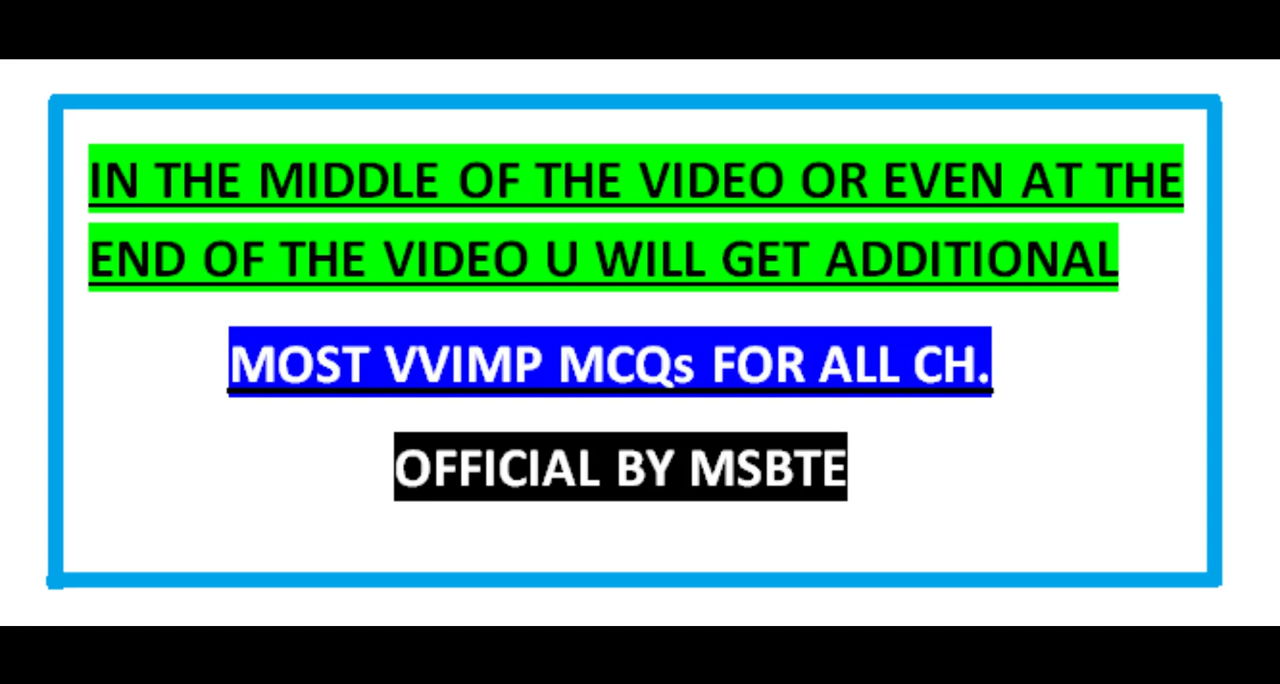 IN THE MIDDLE OF THE VIDEO OR EVEN AT THE
END OF THE VIDEO U WILL GET ADDITIONAL
MOST VVIMP MCQs FOR ALL CH.
OFFICIAL BY MSBTE